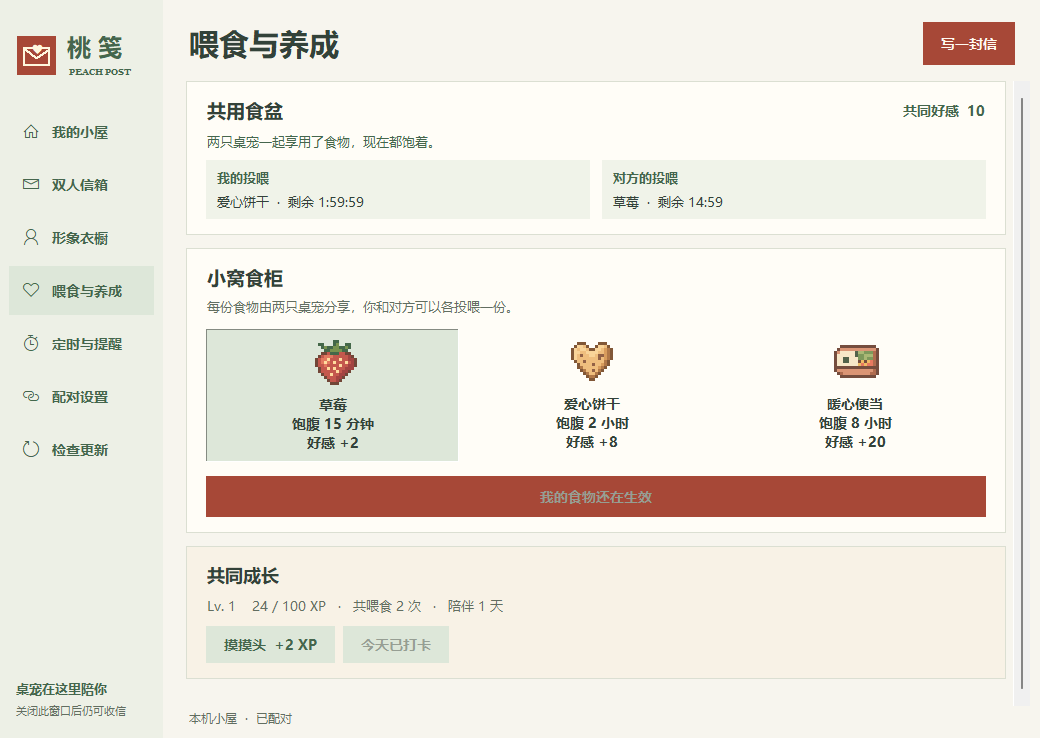 桃 笺
PEACH POST
我的小屋
双人信箱
形象衣橱
喂食与养成
定时与提醒
配对设置
检查更新
桌宠在这里陪你
关闭此窗口后仍可收信
喂食与养成
写一封信
共用食盆
共同好感 10
两只桌宠一起享用了食物，现在都饱着。
我的投喂
爱心饼干 · 剩余 1:59:59
对方的投喂
草莓 · 剩余 14:59
小窝食柜
每份食物由两只桌宠分享，你和对方可以各投喂一份。
草莓
饱腹 15 分钟
好感 +2
爱心饼干
饱腹 2 小时
好感 +8
暖心便当
饱腹 8 小时
好感 +20
我的食物还在生效
共同成长
Lv. 1 24 / 100 XP · 共喂食 2 次 · 陪伴 1 天
摸摸头 +2 XP
今天已打卡
本机小屋 · 已配对